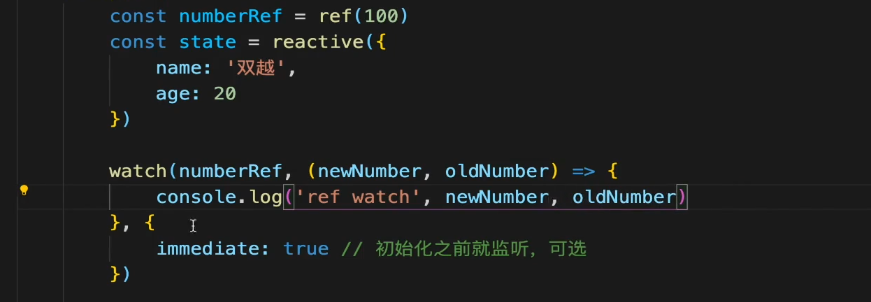 const numberRef = ref(100)
const state = reactive({
name: '双越',
age: 20
})
watch(numberRef, (newNumber, oldNumber) => {
console.log('ref watch', newNumber, oldNumber)
}, {
immediate: true // 初始化之前就监听，可选
})